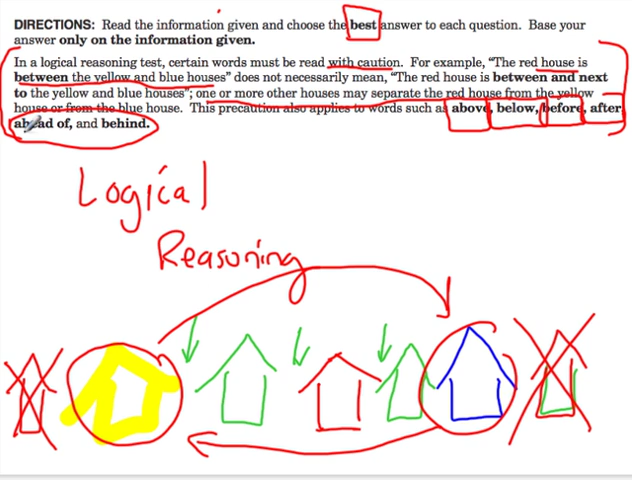 DIRECTIONS: Read the information given and choose the best answer to each question. Base your
answer only on the information given.
In a logical reasoning test, certain words must be read with caution. For example, "The red house is
between the yellow and blue houses" does not necessarily mean, "The red house is between and next
to the yellow and blue houses"; one or more other houses may separate the red house from the yellow
house or from the blue house. This precaution also applies to words such as above, below, before, after,
ahead of, and behind.
Logical
Reasoning